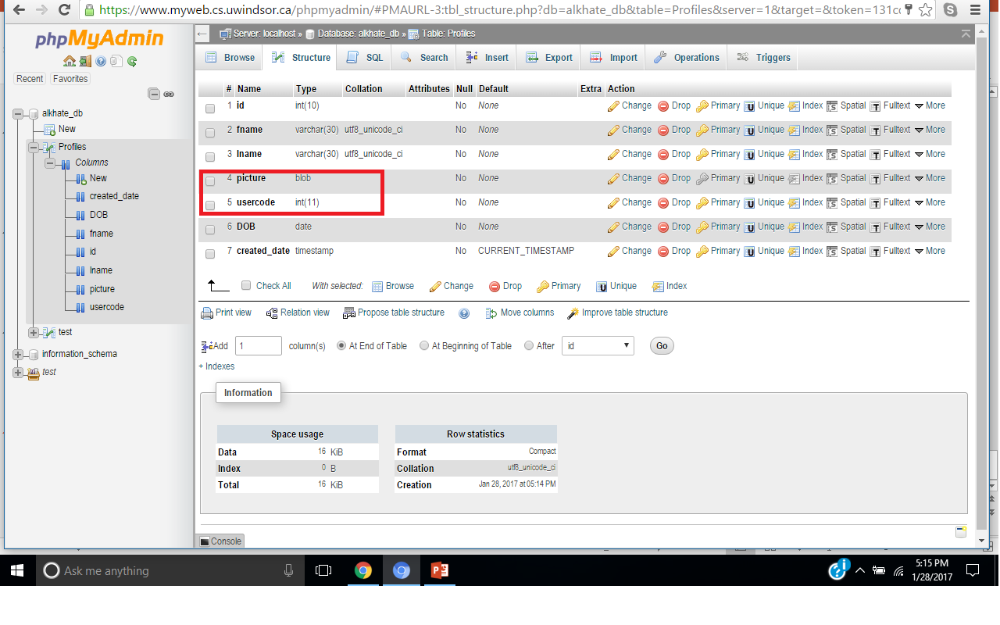 https://www.myweb.cs.uwindsor.ca/phpmyadmin/#PMAURL-3:tbl_structure.php?db=alkhate_db&table=Profiles&server=1&target=&token=131cc
phpMyAdmin
Recent Favorites
alkhate_db
New
Profiles
Columns
New
created_date
DOB
fname
id
lname
picture
usercode
test
information_schema
test
Server: localhost » Database: alkhate_db » Table: Profiles
Browse Structure SQL Search Insert Export Import Operations Triggers
# Name Type Collation Attributes Null Default Extra Action
1 id int(10) No None Change Drop Primary Unique Index Spatial Fulltext More
2 fname varchar(30) utf8_unicode_ci No None Change Drop Primary Unique Index Spatial Fulltext More
3 lname varchar(30) utf8_unicode_ci No None Change Drop Primary Unique Index Spatial Fulltext More
4 picture blob No None Change Drop Primary Unique Index Spatial Fulltext More
5 usercode int(11) No None Change Drop Primary Unique Index Spatial Fulltext More
6 DOB date No None Change Drop Primary Unique Index Spatial Fulltext More
7 created_date timestamp No CURRENT_TIMESTAMP Change Drop Primary Unique Index Spatial Fulltext More
Check All With selected: Browse Change Drop Primary Unique Index
Print view Relation view Propose table structure Move columns Improve table structure
Add 1 column(s) At End of Table At Beginning of Table After id Go
+ Indexes
Information
Space usage
Data 16 KiB
Index 0 B
Total 16 KiB
Row statistics
Format Compact
Collation utf8_unicode_ci
Creation Jan 28, 2017 at 05:14 PM
Console
Ask me anything
5:15 PM
1/28/2017